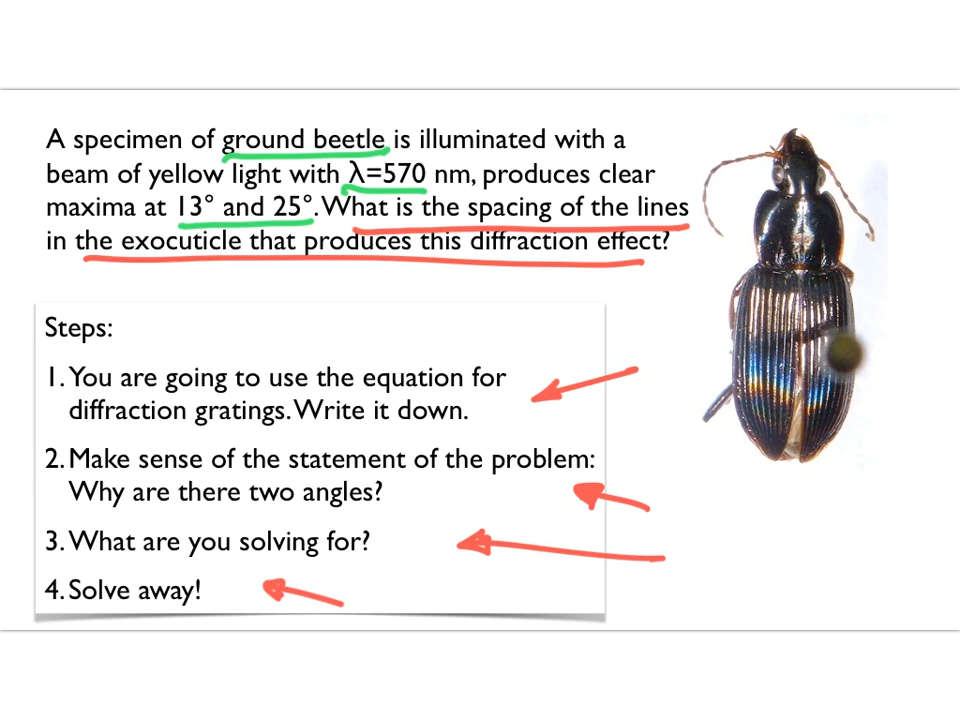 A specimen of ground beetle is illuminated with a
beam of yellow light with λ=570 nm, produces clear
maxima at 13° and 25°. What is the spacing of the lines
in the exocuticle that produces this diffraction effect?
Steps:
1. You are going to use the equation for
diffraction gratings. Write it down.
2. Make sense of the statement of the problem:
Why are there two angles?
3. What are you solving for?
4. Solve away!